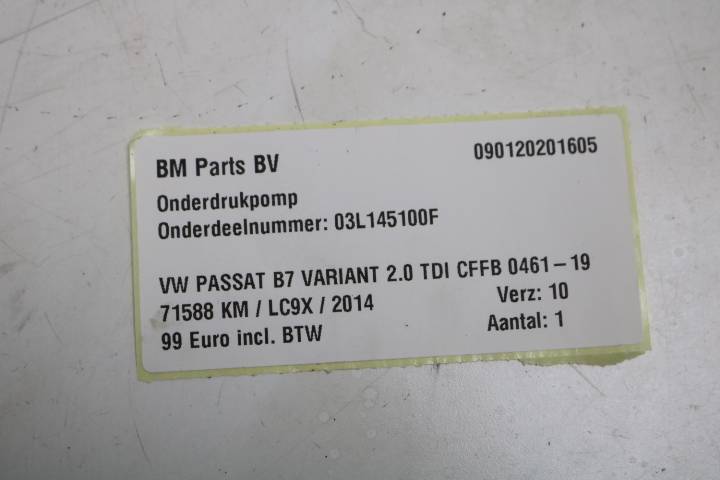 BM Parts BV 090120201605
Onderdrukpomp
Onderdeelnummer: 03L145100F
VW PASSAT B7 VARIANT 2.0 TDI CFFB 0461-19
71588 KM / LC9X / 2014 Verz: 10
99 Euro incl. BTW Aantal: 1